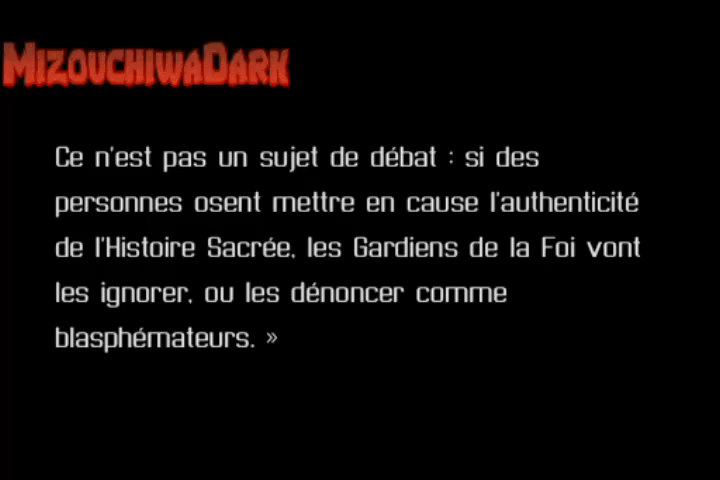 MizouchiwaDark
Ce n'est pas un sujet de débat : si des
personnes osent mettre en cause l'authenticité
de l'Histoire Sacrée, les Gardiens de la Foi vont
les ignorer, ou les dénoncer comme
blasphémateurs. »